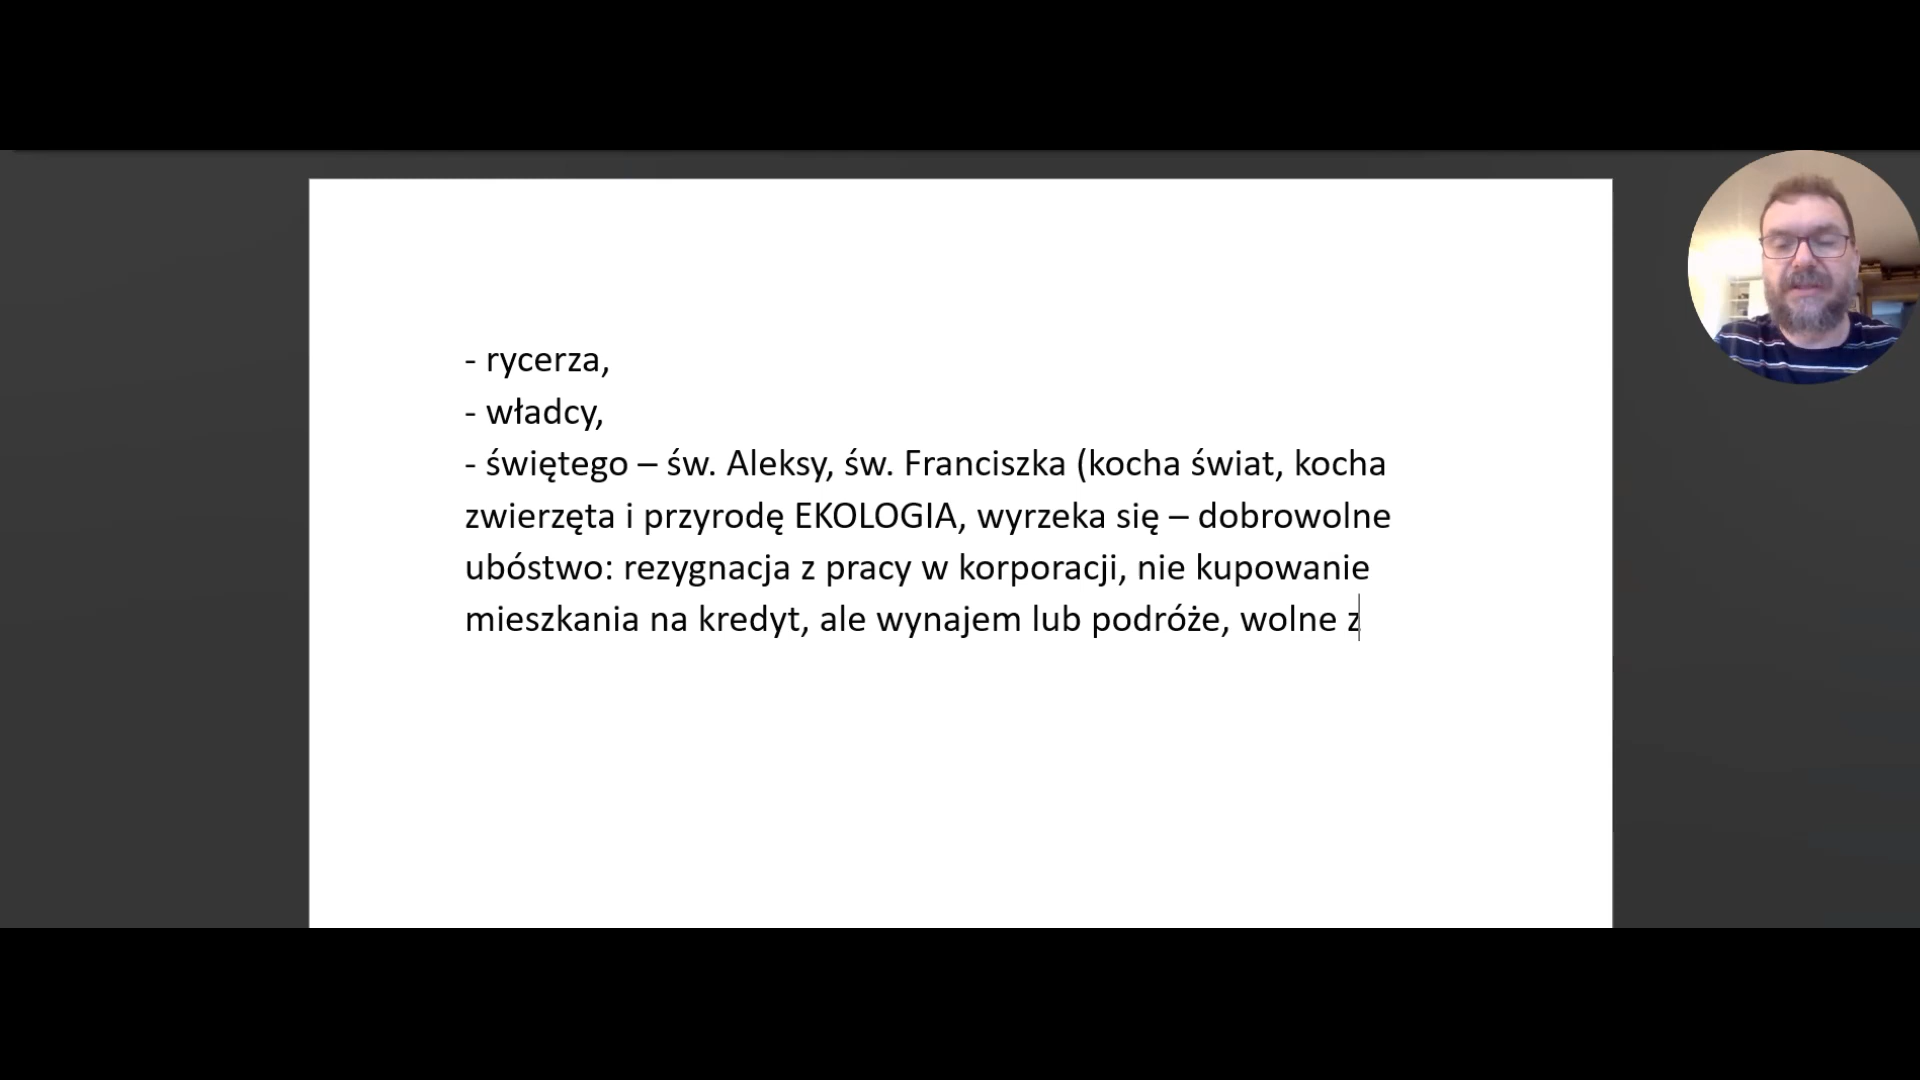 - rycerza,
- władcy,
- świętego – św. Aleksy, św. Franciszka (kocha świat, kocha
zwierzęta i przyrodę EKOLOGIA, wyrzeka się – dobrowolne
ubóstwo: rezygnacja z pracy w korporacji, nie kupowanie
mieszkania na kredyt, ale wynajem lub podróże, wolne z